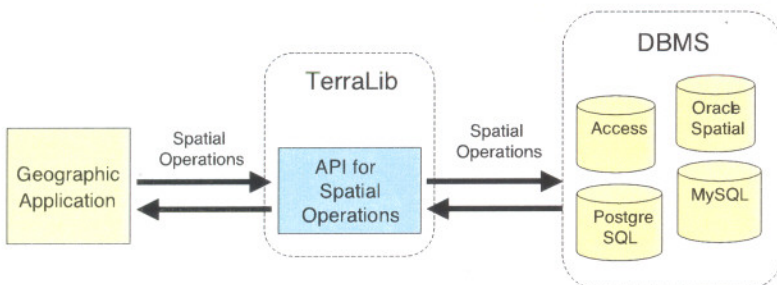 DBMS
TerraLib
Access
Oracle
Spatial
Spatial
Operations
Spatial
Operations
Geographic
Application
API for
Spatial
Operations
Postgre
SQL
MySQL